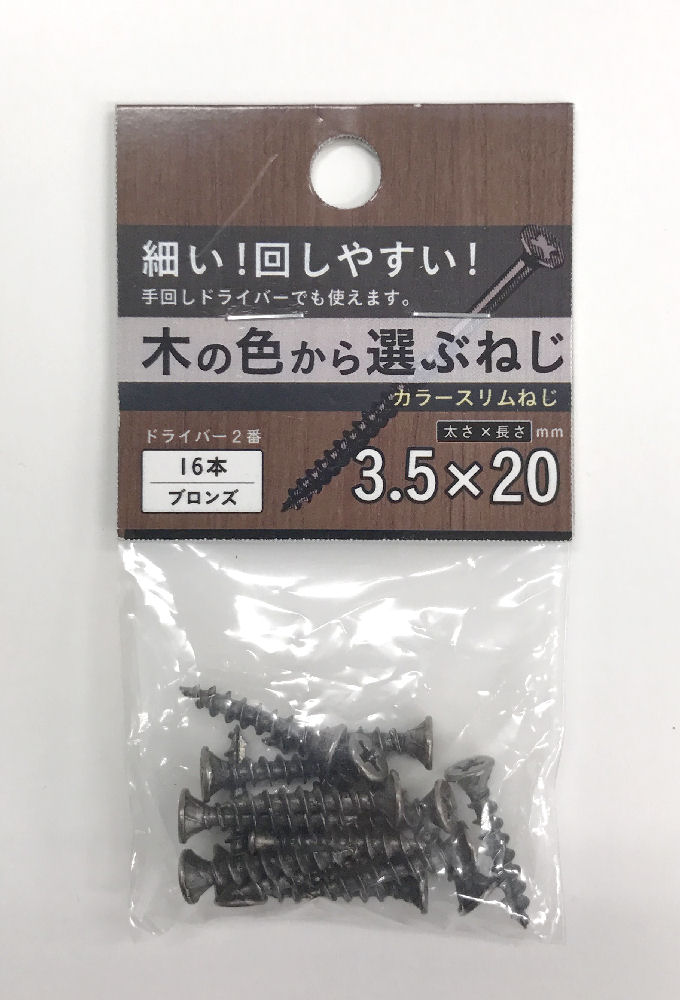 細い!回しやすい!
手回しドライバーでも使えます。
木の色から選ぶねじ
カラースリムねじ
ドライバー2番
16本
ブロンズ
太さ×長さ mm
3.5×20